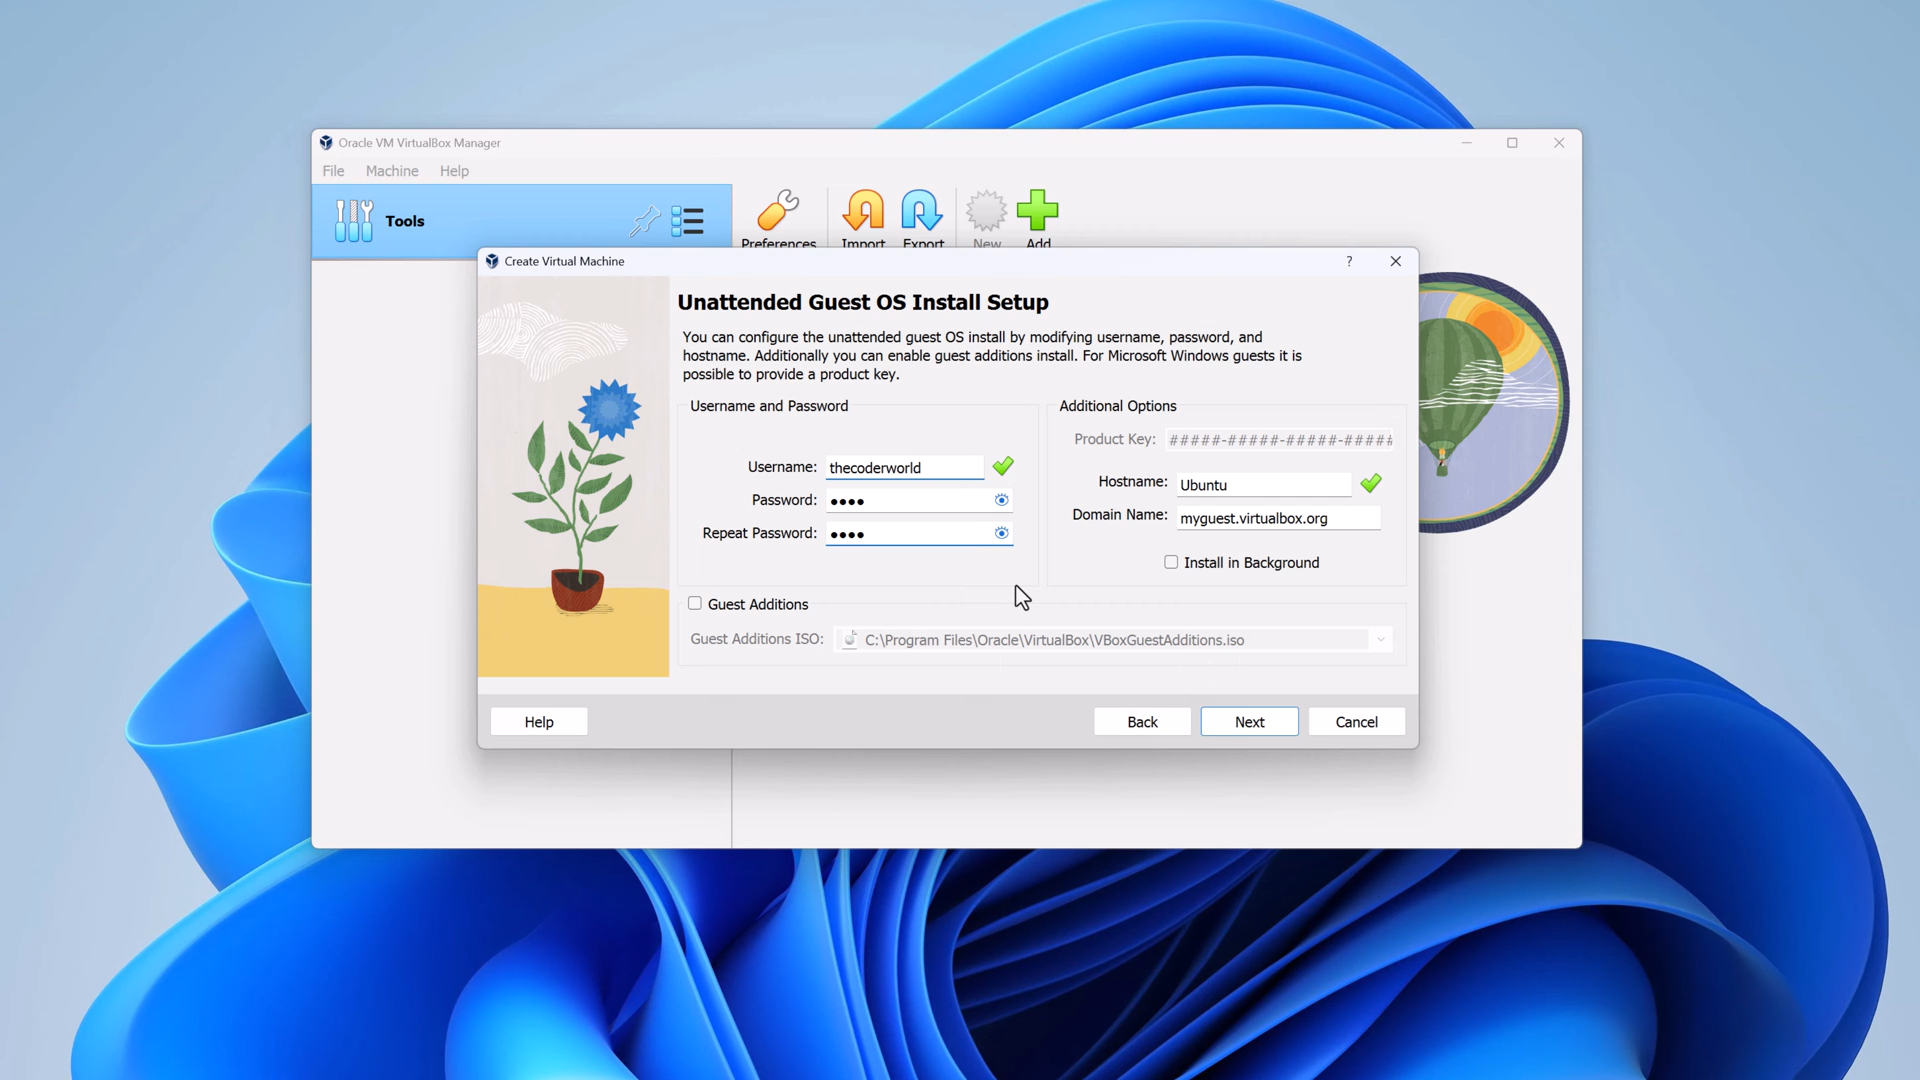 Oracle VM VirtualBox Manager
File Machine Help
Tools
Preferences Import Export New Add
Create Virtual Machine ?
Unattended Guest OS Install Setup
You can configure the unattended guest OS install by modifying username, password, and
hostname. Additionally you can enable guest additions install. For Microsoft Windows guests it is
possible to provide a product key.
Username and Password
Username: thecoderworld
Password: ●●●●
Repeat Password: ●●●●
Additional Options
Product Key: #####-#####-#####-#####
Hostname: Ubuntu
Domain Name: myguest.virtualbox.org
Install in Background
Guest Additions
Guest Additions ISO: C:\Program Files\Oracle\VirtualBox\VBoxGuestAdditions.iso
Help Back Next Cancel